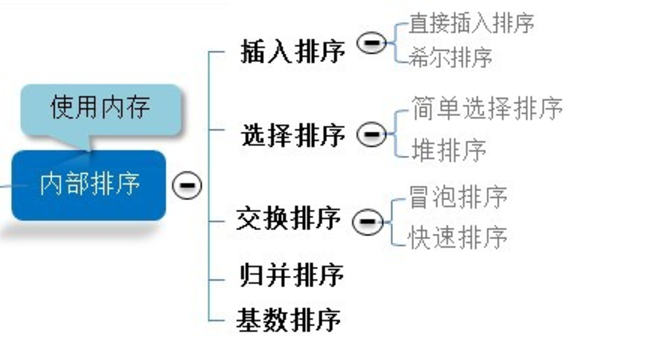 使用内存
内部排序
插入排序
直接插入排序
希尔排序
选择排序
简单选择排序
堆排序
交换排序
冒泡排序
快速排序
归并排序
基数排序